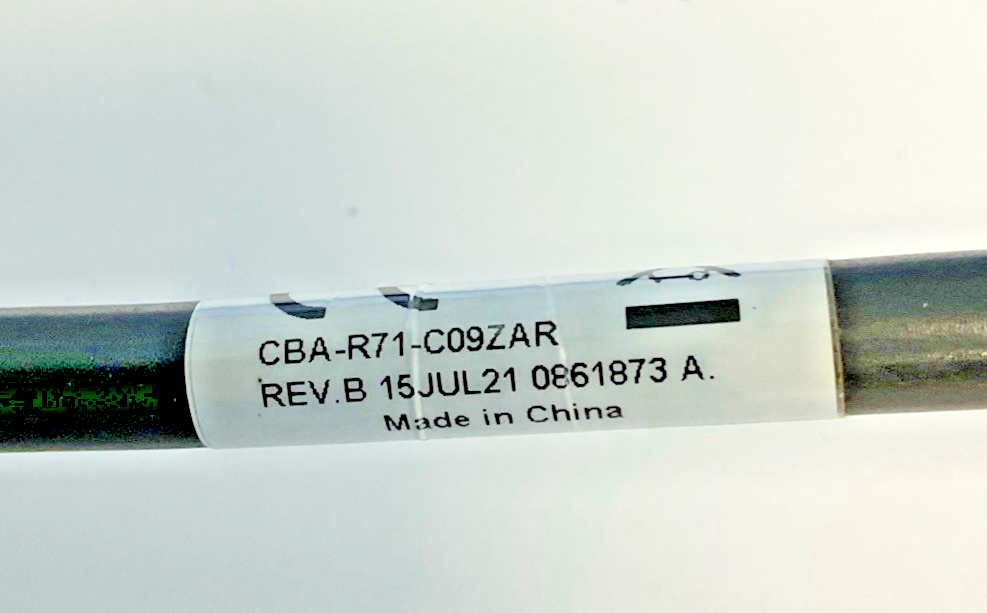 CBA-R71-C09ZAR
REV.B 15JUL21 0861873 A.
Made in China